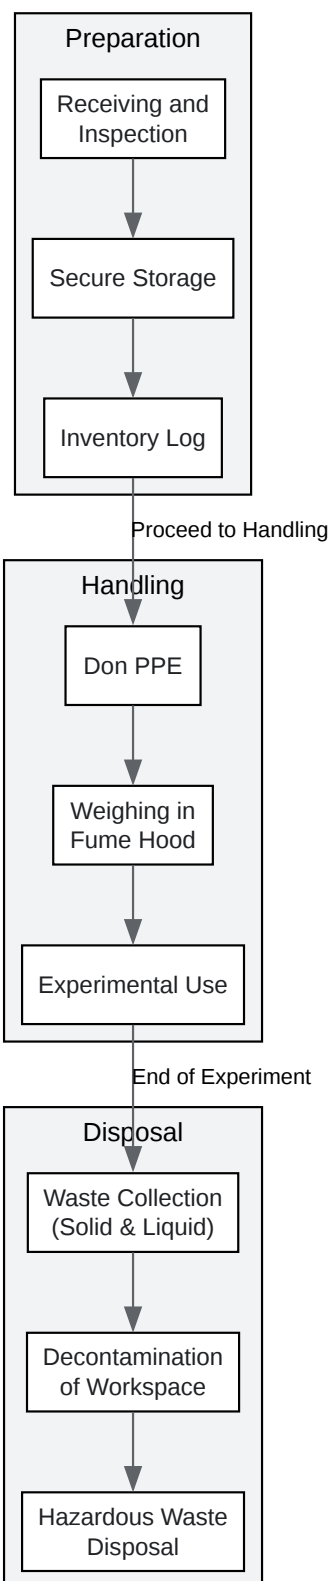 Preparation
Receiving and
Inspection
Secure Storage
Inventory Log
Proceed to Handling
Handling
Don PPE
Weighing in
Fume Hood
Experimental Use
End of Experiment
Disposal
Waste Collection
(Solid & Liquid)
Decontamination
of Workspace
Hazardous Waste
Disposal